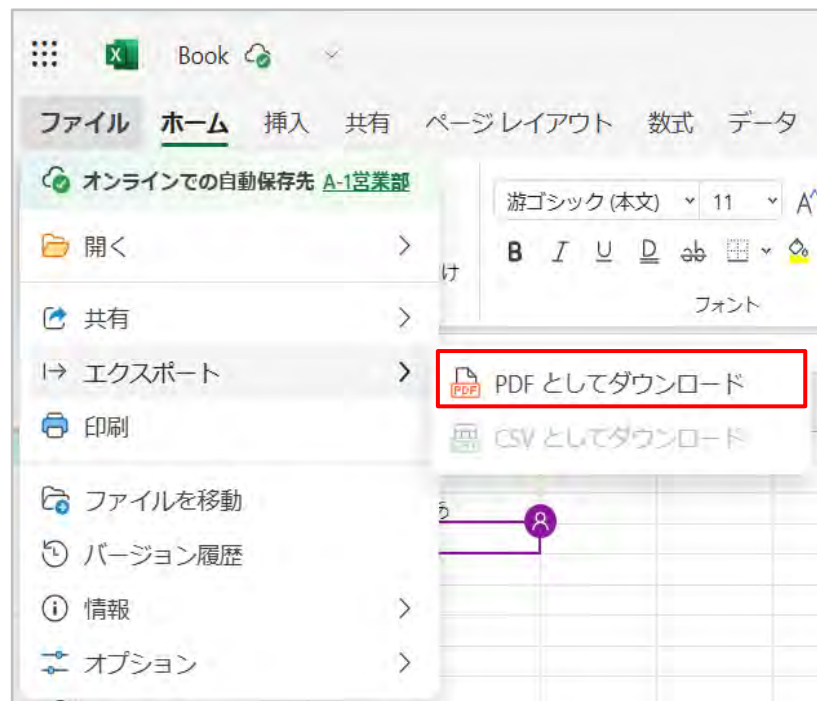 Book
ファイル ホーム 挿入 共有 ページ レイアウト 数式 データ
オンラインでの自動保存先 A-1営業部
游ゴシック (本文) 11 A^
開く
け
B I U D ab
共有
フォント
エクスポート
PDF としてダウンロード
印刷
CSV としてダウンロード
ファイルを移動
あ
バージョン履歴
情報
オプション